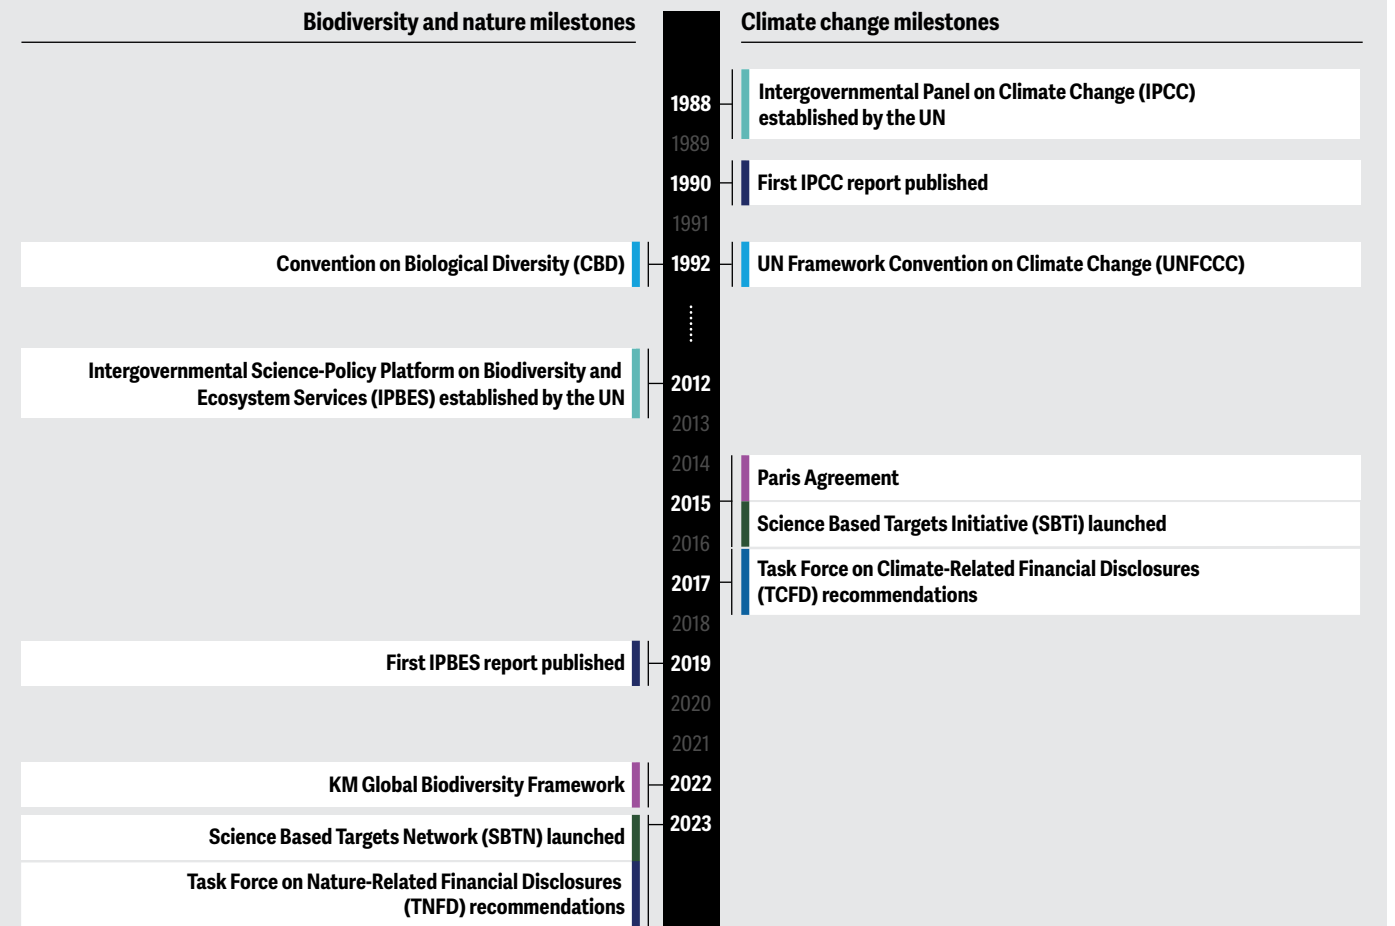 Biodiversity and nature milestones
Climate change milestones
1988
Intergovernmental Panel on Climate Change (IPCC)
established by the UN
1989
1990
First IPCC report published
1991
Convention on Biological Diversity (CBD)
1992
UN Framework Convention on Climate Change (UNFCCC)
Intergovernmental Science-Policy Platform on Biodiversity and
Ecosystem Services (IPBES) established by the UN
2012
2013
2014
Paris Agreement
2015
Science Based Targets Initiative (SBTi) launched
2016
Task Force on Climate-Related Financial Disclosures
(TCFD) recommendations
2017
2018
First IPBES report published
2019
2020
2021
KM Global Biodiversity Framework
2022
2023
Science Based Targets Network (SBTN) launched
Task Force on Nature-Related Financial Disclosures
(TNFD) recommendations